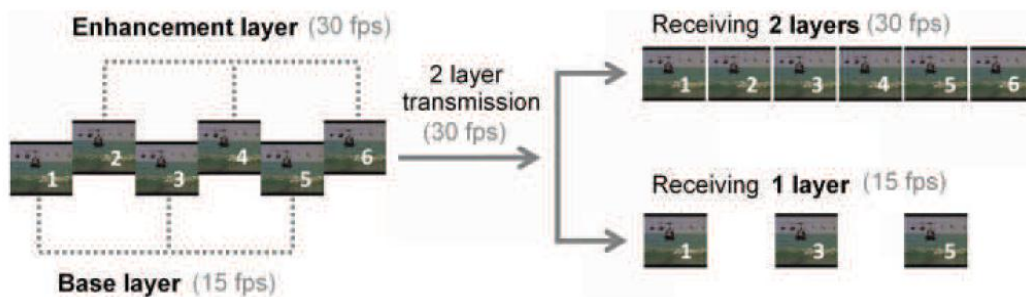 Enhancement layer (30 fps)
2 4 6
1 3 5
Base layer (15 fps)
2 layer
transmission
(30 fps)
Receiving 2 layers (30 fps)
1 2 3 4 5 6
Receiving 1 layer (15 fps)
1 3 5